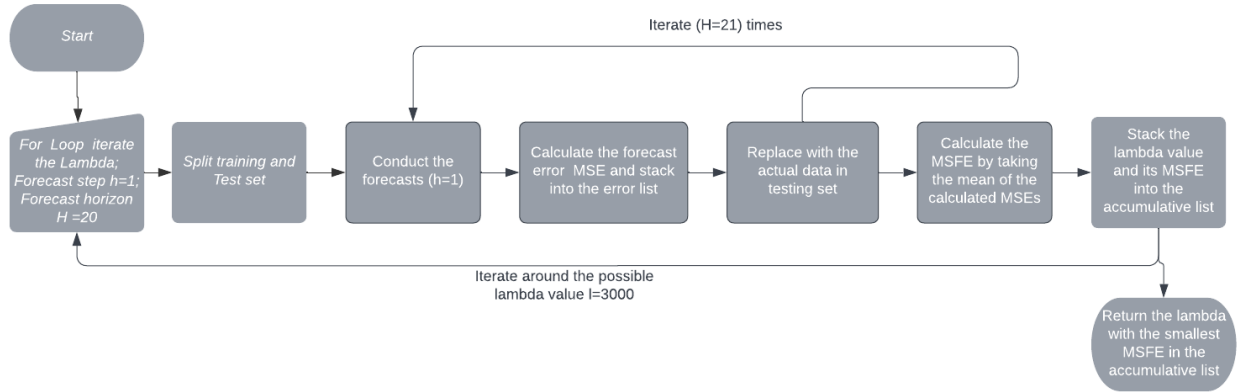 Iterate (H=21) times
Start
For Loop iterate
the Lambda;
Forecast step h=1;
Forecast horizon
H =20
Split training and
Test set
Conduct the
forecasts (h=1)
Calculate the forecast
error MSE and stack
into the error list
Replace with the
actual data in
testing set
Calculate the
MSFE by taking
the mean of the
calculated MSEs
Stack the
lambda value
and its MSFE
into the
accumulative list
Iterate around the possible
lambda value l=3000
Return the lambda
with the smallest
MSFE in the
accumulative list